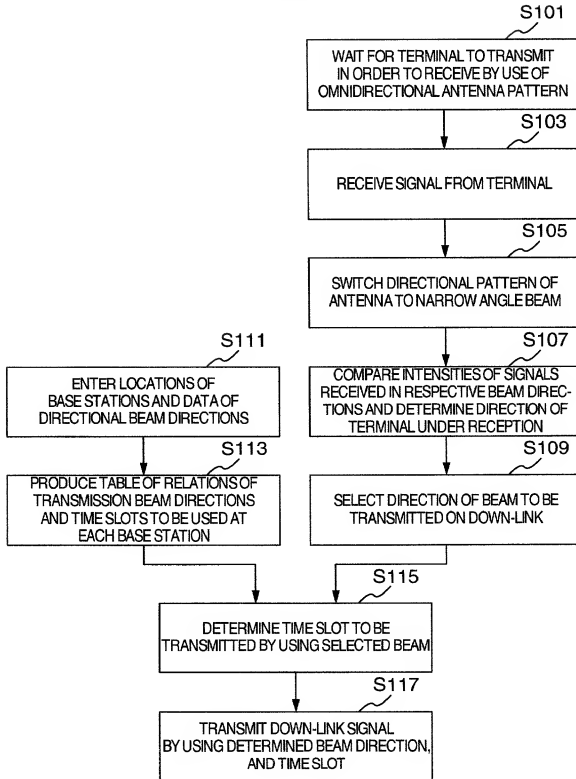 S101
WAIT FOR TERMINAL TO TRANSMIT
IN ORDER TO RECEIVE BY USE OF
OMNIDIRECTIONAL ANTENNA PATTERN
S103
RECEIVE SIGNAL FROM TERMINAL
S105
SWITCH DIRECTIONAL PATTERN OF
ANTENNA TO NARROW ANGLE BEAM
S107
COMPARE INTENSITIES OF SIGNALS
RECEIVED IN RESPECTIVE BEAM DIREC-
TIONS AND DETERMINE DIRECTION OF
TERMINAL UNDER RECEPTION
S109
SELECT DIRECTION OF BEAM TO BE
TRANSMITTED ON DOWN-LINK
S111
ENTER LOCATIONS OF
BASE STATIONS AND DATA OF
DIRECTIONAL BEAM DIRECTIONS
S113
PRODUCE TABLE OF RELATIONS OF
TRANSMISSION BEAM DIRECTIONS
AND TIME SLOTS TO BE USED AT
EACH BASE STATION
S115
DETERMINE TIME SLOT TO BE
TRANSMITTED BY USING SELECTED BEAM
S117
TRANSMIT DOWN-LINK SIGNAL
BY USING DETERMINED BEAM DIRECTION,
AND TIME SLOT